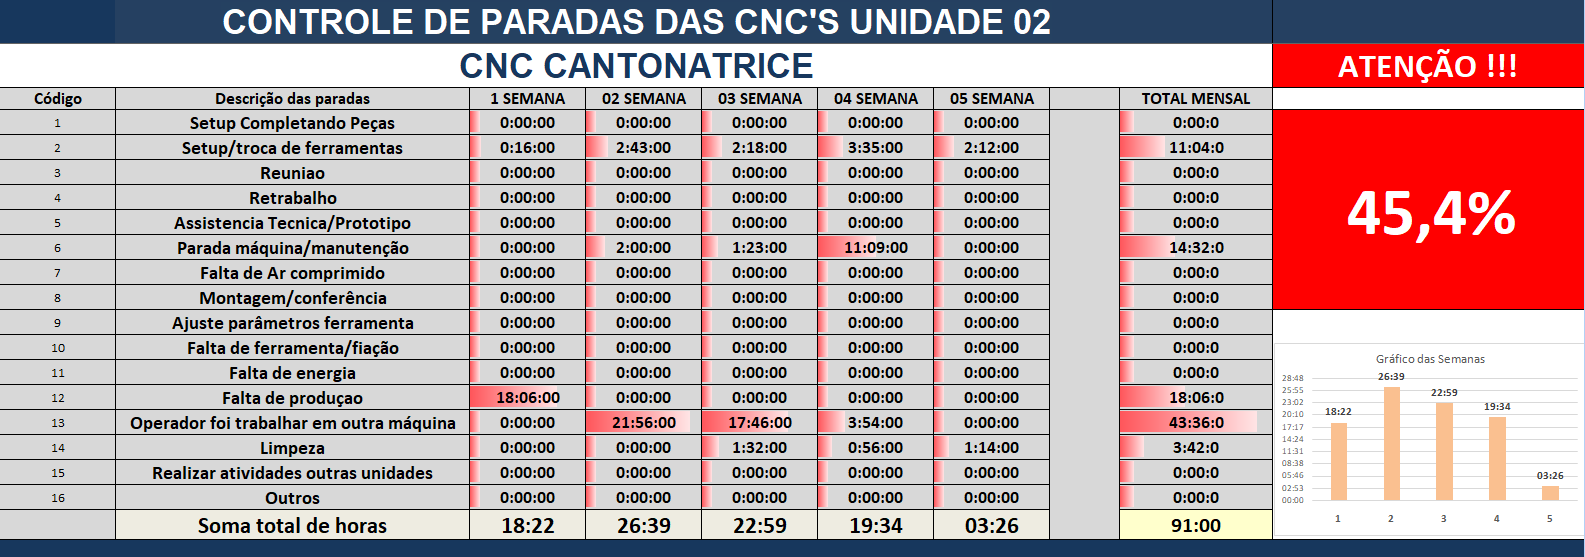 CONTROLE DE PARADAS DAS CNC'S UNIDADE 02
CNC CANTONATRICE
ATENÇÃO !!!
Código Descrição das paradas 1 SEMANA 02 SEMANA 03 SEMANA 04 SEMANA 05 SEMANA TOTAL MENSAL
1 Setup Completando Peças 0:00:00 0:00:00 0:00:00 0:00:00 0:00:00 0:00:0
2 Setup/troca de ferramentas 0:16:00 2:43:00 2:18:00 3:35:00 2:12:00 11:04:0
3 Reuniao 0:00:00 0:00:00 0:00:00 0:00:00 0:00:00 0:00:0
4 Retrabalho 0:00:00 0:00:00 0:00:00 0:00:00 0:00:00 0:00:0
5 Assistencia Tecnica/Prototipo 0:00:00 0:00:00 0:00:00 0:00:00 0:00:00 0:00:0
6 Parada máquina/manutenção 0:00:00 2:00:00 1:23:00 11:09:00 0:00:00 14:32:0
7 Falta de Ar comprimido 0:00:00 0:00:00 0:00:00 0:00:00 0:00:00 0:00:0
8 Montagem/conferência 0:00:00 0:00:00 0:00:00 0:00:00 0:00:00 0:00:0
9 Ajuste parâmetros ferramenta 0:00:00 0:00:00 0:00:00 0:00:00 0:00:00 0:00:0
10 Falta de ferramenta/fiação 0:00:00 0:00:00 0:00:00 0:00:00 0:00:00 0:00:0
11 Falta de energia 0:00:00 0:00:00 0:00:00 0:00:00 0:00:00 0:00:0
12 Falta de produçao 18:06:00 0:00:00 0:00:00 0:00:00 0:00:00 18:06:0
13 Operador foi trabalhar em outra máquina 0:00:00 21:56:00 17:46:00 3:54:00 0:00:00 43:36:0
14 Limpeza 0:00:00 0:00:00 1:32:00 0:56:00 1:14:00 3:42:0
15 Realizar atividades outras unidades 0:00:00 0:00:00 0:00:00 0:00:00 0:00:00 0:00:0
16 Outros 0:00:00 0:00:00 0:00:00 0:00:00 0:00:00 0:00:0
Soma total de horas 18:22 26:39 22:59 19:34 03:26 91:00
45,4%
Gráfico das Semanas
28:48
25:55
23:02
20:10
17:17
14:24
11:31
08:38
05:46
02:53
00:00
18:22
26:39
22:59
19:34
03:26
1 2 3 4 5